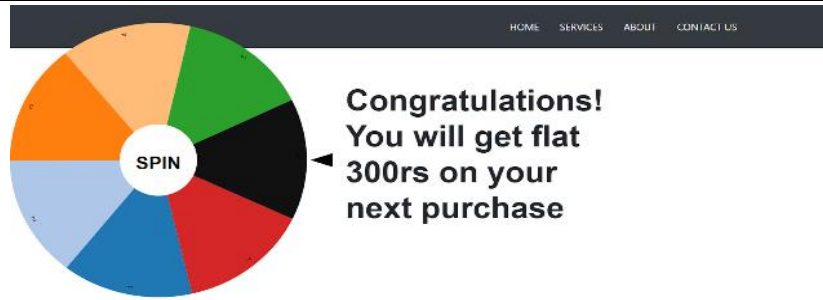 HOME SERVICES ABOUT CONTACT US
SPIN
Congratulations!
You will get flat
300rs on your
next purchase